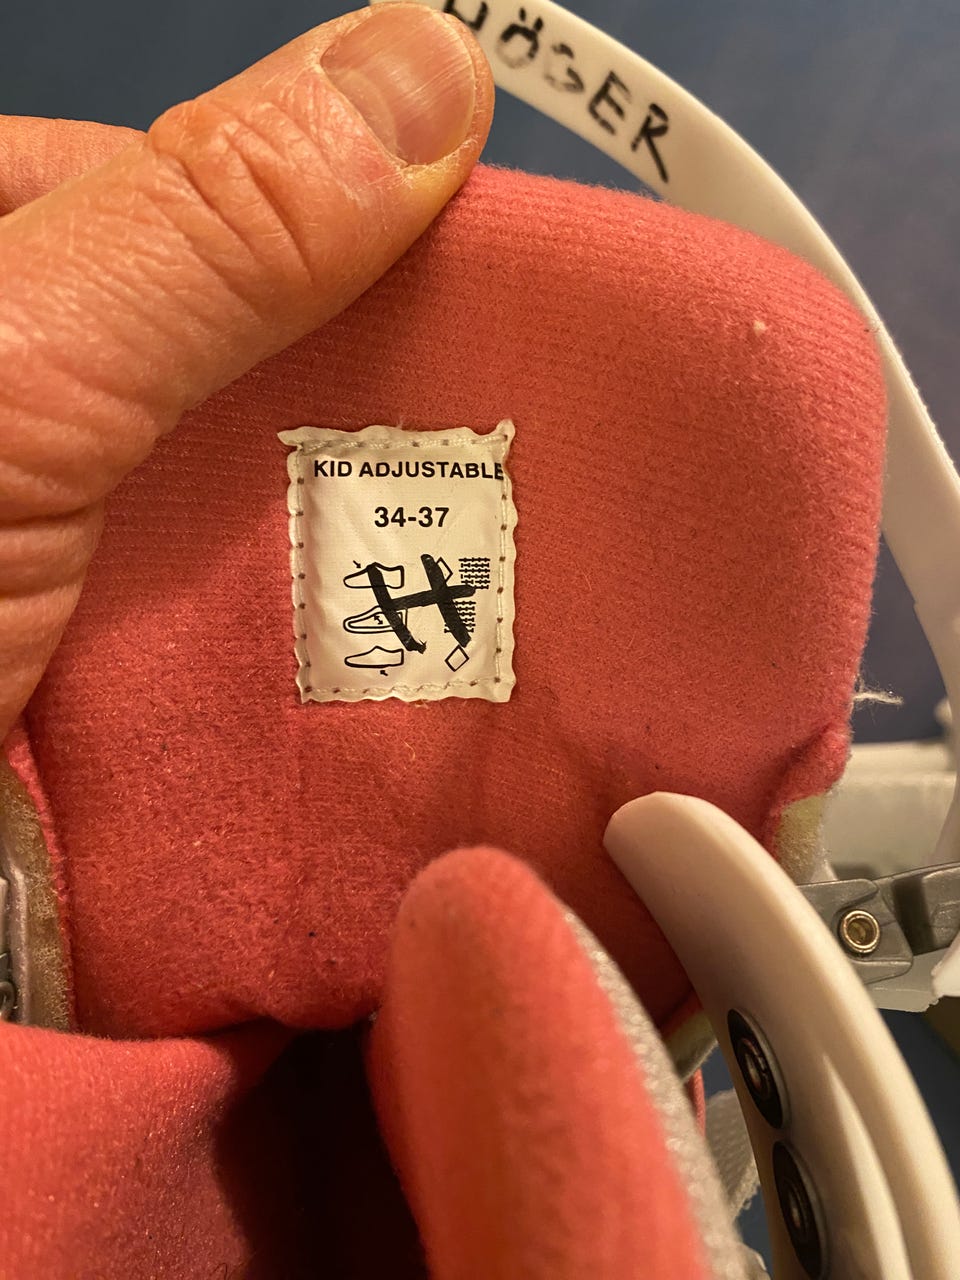 HÖGER
KID ADJUSTABLE
34-37
H